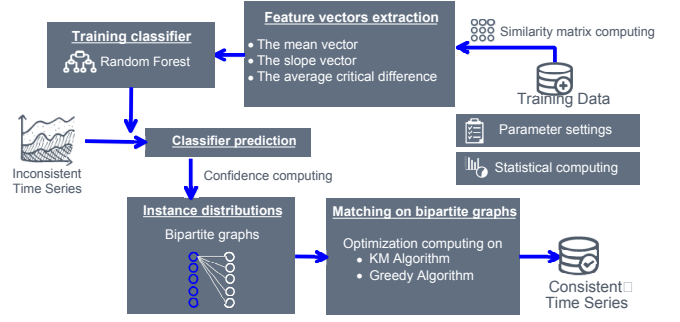 Feature vectors extraction
• The mean vector
• The slope vector
• The average critical difference
Similarity matrix computing
Training Data
Training classifier
Random Forest
Parameter settings
Statistical computing
Inconsistent
Time Series
Classifier prediction
Confidence computing
Instance distributions
Bipartite graphs
Matching on bipartite graphs
Optimization computing on
• KM Algorithm
• Greedy Algorithm
Consistent□
Time Series